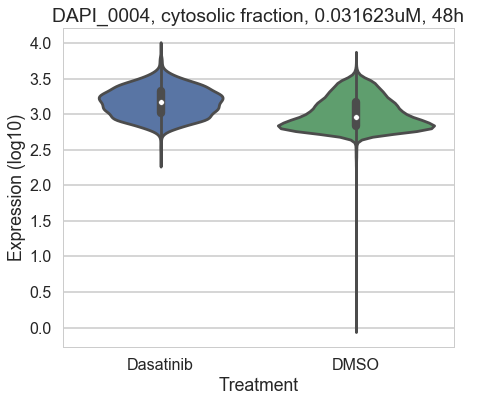 DAPI_0004, cytosolic fraction, 0.031623uM, 48h
4.0
3.5
3.0
2.5
2.0
1.5
1.0
0.5
0.0
Expression (log10)
Dasatinib
DMSO
Treatment